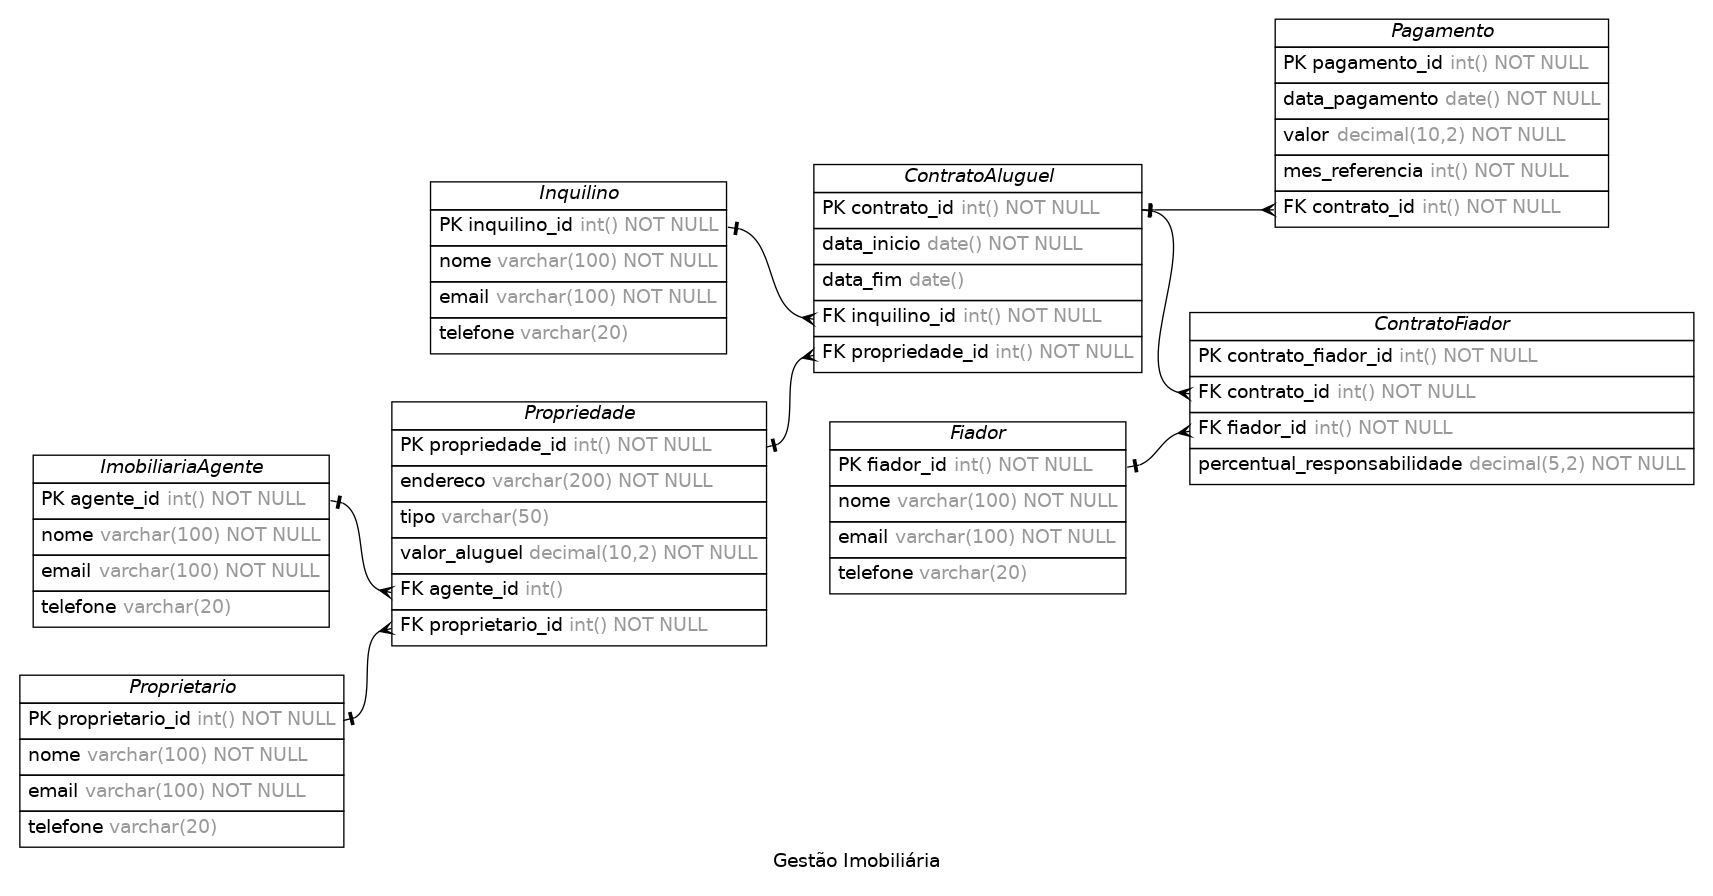 Pagamento
PK pagamento_id int() NOT NULL
data_pagamento date() NOT NULL
valor decimal(10,2) NOT NULL
mes_referencia int() NOT NULL
FK contrato_id int() NOT NULL
ContratoAluguel
PK contrato_id int() NOT NULL
data_inicio date() NOT NULL
data_fim date()
FK inquilino_id int() NOT NULL
FK propriedade_id int() NOT NULL
Inquilino
PK inquilino_id int() NOT NULL
nome varchar(100) NOT NULL
email varchar(100) NOT NULL
telefone varchar(20)
ContratoFiador
PK contrato_fiador_id int() NOT NULL
FK contrato_id int() NOT NULL
FK fiador_id int() NOT NULL
percentual_responsabilidade decimal(5,2) NOT NULL
Propriedade
PK propriedade_id int() NOT NULL
endereco varchar(200) NOT NULL
tipo varchar(50)
valor_aluguel decimal(10,2) NOT NULL
FK agente_id int()
FK proprietario_id int() NOT NULL
Fiador
PK fiador_id int() NOT NULL
nome varchar(100) NOT NULL
email varchar(100) NOT NULL
telefone varchar(20)
ImobiliariaAgente
PK agente_id int() NOT NULL
nome varchar(100) NOT NULL
email varchar(100) NOT NULL
telefone varchar(20)
Proprietario
PK proprietario_id int() NOT NULL
nome varchar(100) NOT NULL
email varchar(100) NOT NULL
telefone varchar(20)
Gestão Imobiliária